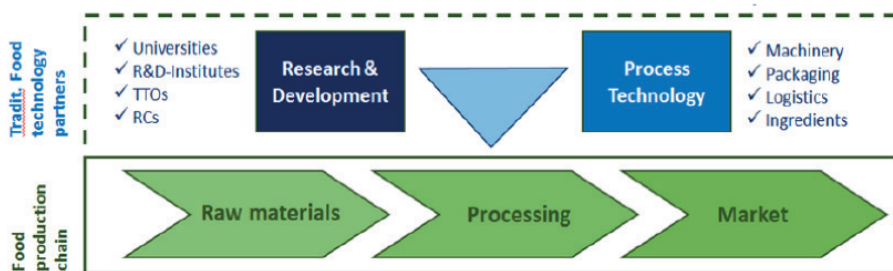 Tradit. Food
technology
partners
✓ Universities
✓ R&D-Institutes
✓ TTOs
✓ RCs
Research &
Development
Process
Technology
✓ Machinery
✓ Packaging
✓ Logistics
✓ Ingredients
Food
production
chain
Raw materials
Processing
Market